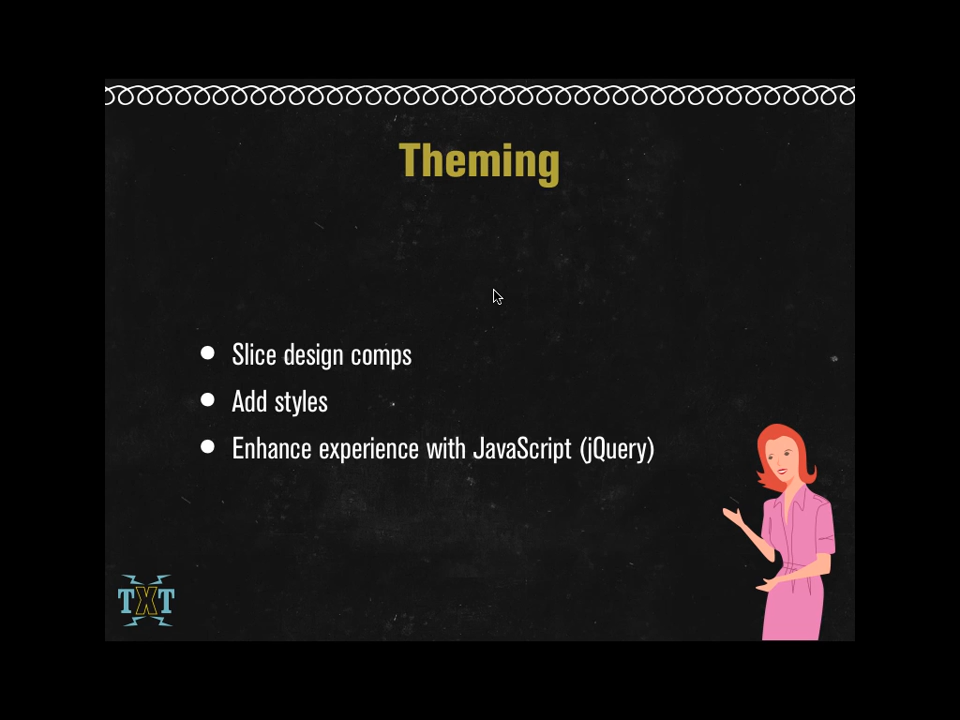 Theming
Slice design comps
Add styles
Enhance experience with JavaScript (jQuery)
TXT